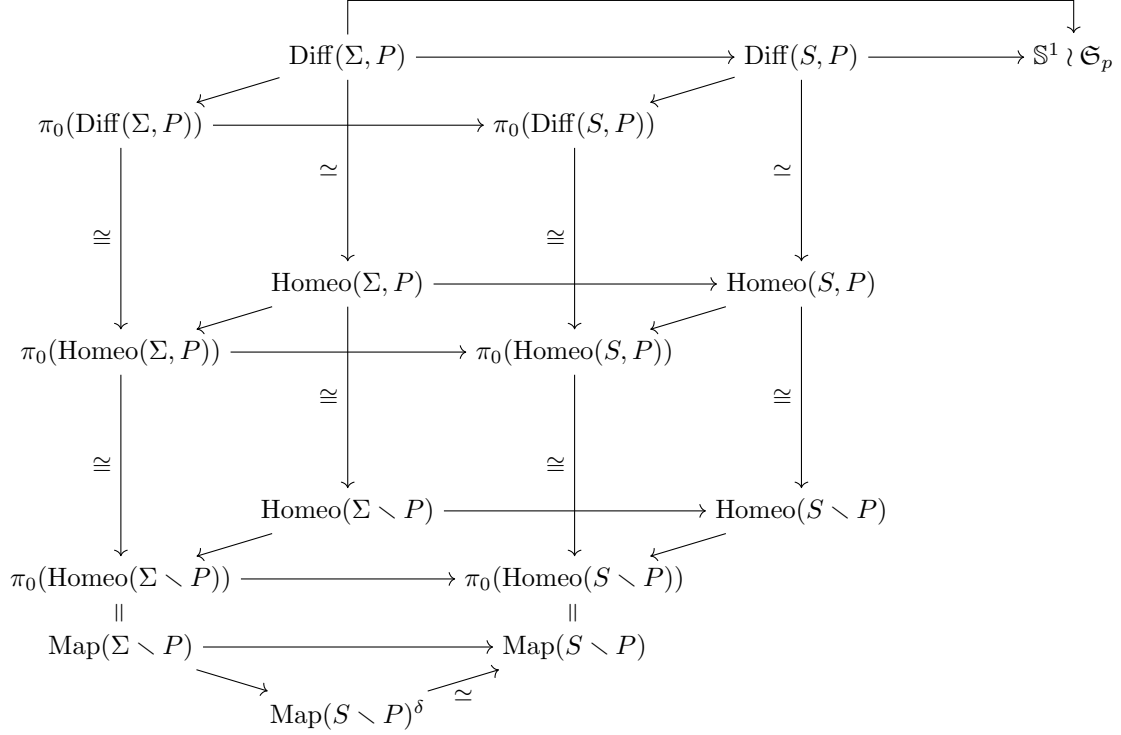 Diff(Σ, P) Diff(S, P) 𝕊¹ ≀ 𝔖ₚ
π₀(Diff(Σ, P)) π₀(Diff(S, P))
≃ ≃
≅ ≅
Homeo(Σ, P) Homeo(S, P)
π₀(Homeo(Σ, P)) π₀(Homeo(S, P))
≅ ≅
≅ ≅
Homeo(Σ ∖ P) Homeo(S ∖ P)
π₀(Homeo(Σ ∖ P)) π₀(Homeo(S ∖ P))
= =
Map(Σ ∖ P) Map(S ∖ P)
≃
Map(S ∖ P)^δ